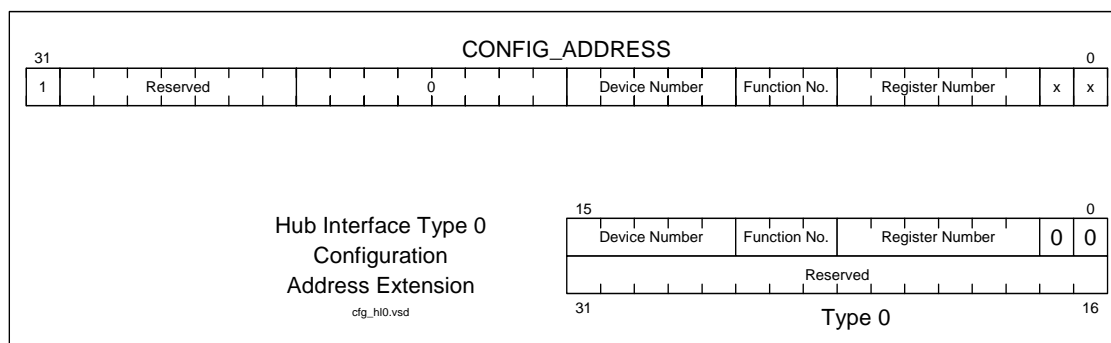 CONFIG_ADDRESS
31 0
1 Reserved 0 Device Number Function No. Register Number x x
Hub Interface Type 0
Configuration
Address Extension
cfg_hl0.vsd
15 0
Device Number Function No. Register Number 0 0
Reserved
31 16
Type 0